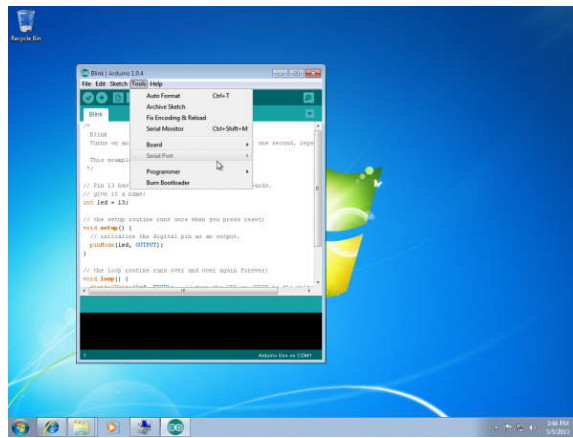 Recycle Bin
Blink | Arduino 1.0.4
File Edit Sketch Tools Help
Auto Format Ctrl+T
Archive Sketch
Fix Encoding & Reload
Serial Monitor Ctrl+Shift+M
Board
Serial Port
Programmer
Burn Bootloader
Blink
/*
Blink
Turns on an one second, repe
This exampl
*/
// Pin 13 has
// give it a name:
int led = 13;
// the setup routine runs once when you press reset:
void setup() {
// initialize the digital pin as an output.
pinMode(led, OUTPUT);
}
// the loop routine runs over and over again forever:
void loop() {
Arduino Uno on COM1
3:46 PM
5/5/2013